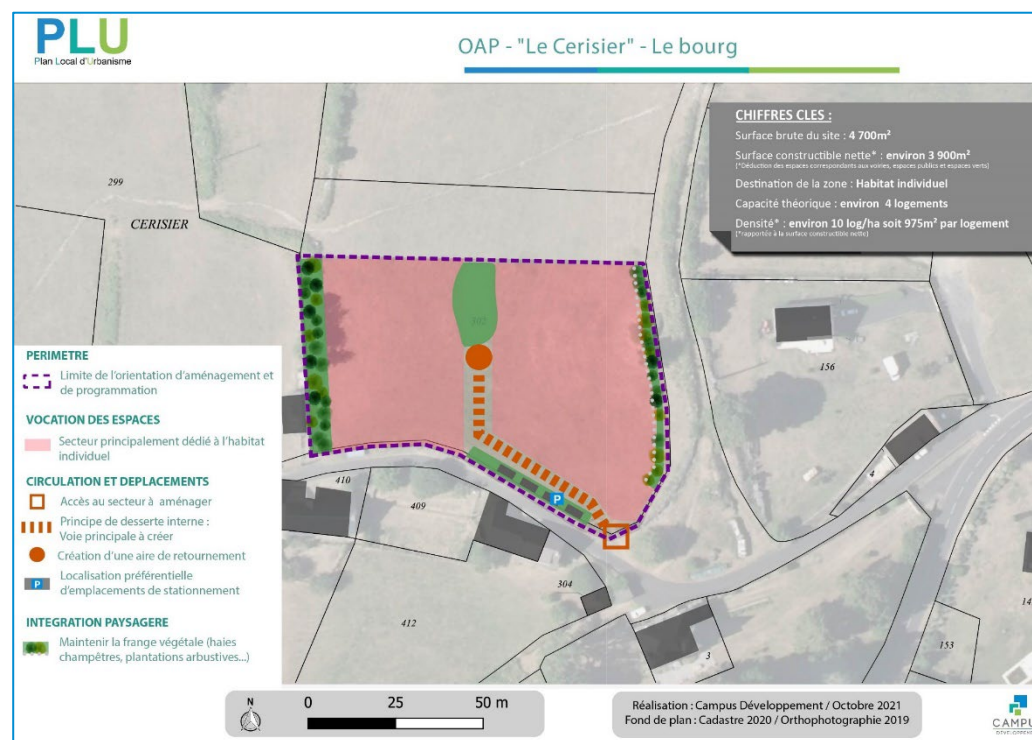 PLU
Plan Local d'Urbanisme
OAP - "Le Cerisier" - Le bourg
CHIFFRES CLES :
Surface brute du site : 4 700m²
Surface constructible nette* : environ 3 900m²
(*Déduction des espaces correspondants aux voiries, espaces publics et espaces verts)
Destination de la zone : Habitat individuel
Capacité théorique : environ 4 logements
Densité* : environ 10 log/ha soit 975m² par logement
(*rapportée à la surface constructible nette)
299
CERISIER
302
156
4
410
409
P
304
412
3
153
14
PERIMETRE
Limite de l'orientation d'aménagement et
de programmation
VOCATION DES ESPACES
Secteur principalement dédié à l'habitat
individuel
CIRCULATION ET DEPLACEMENTS
Accès au secteur à aménager
Principe de desserte interne :
Voie principale à créer
Création d'une aire de retournement
P
Localisation préférentielle
d'emplacements de stationnement
INTEGRATION PAYSAGERE
Maintenir la frange végétale (haies
champêtres, plantations arbustives...)
N
0 25 50 m
Réalisation : Campus Développement / Octobre 2021
Fond de plan : Cadastre 2020 / Orthophotographie 2019
CAMPU